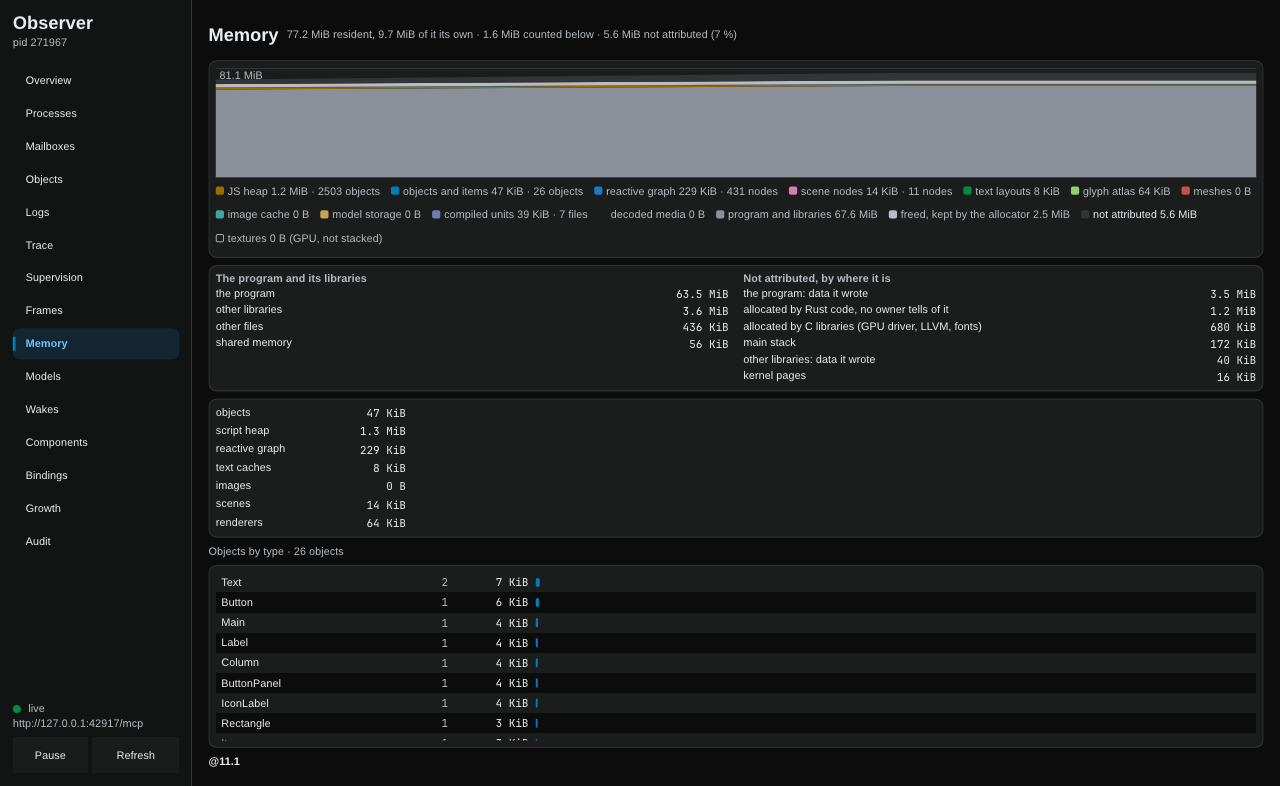 Observer
pid 271967
Overview
Processes
Mailboxes
Objects
Logs
Trace
Supervision
Frames
Memory
Models
Wakes
Components
Bindings
Growth
Audit
live
http://127.0.0.1:42917/mcp
Pause Refresh
Memory 77.2 MiB resident, 9.7 MiB of it its own · 1.6 MiB counted below · 5.6 MiB not attributed (7 %)
81.1 MiB
JS heap 1.2 MiB · 2503 objects objects and items 47 KiB · 26 objects reactive graph 229 KiB · 431 nodes scene nodes 14 KiB · 11 nodes text layouts 8 KiB glyph atlas 64 KiB meshes 0 B
image cache 0 B model storage 0 B compiled units 39 KiB · 7 files decoded media 0 B program and libraries 67.6 MiB freed, kept by the allocator 2.5 MiB not attributed 5.6 MiB
textures 0 B (GPU, not stacked)
The program and its libraries
the program 63.5 MiB
other libraries 3.6 MiB
other files 436 KiB
shared memory 56 KiB
Not attributed, by where it is
the program: data it wrote 3.5 MiB
allocated by Rust code, no owner tells of it 1.2 MiB
allocated by C libraries (GPU driver, LLVM, fonts) 680 KiB
main stack 172 KiB
other libraries: data it wrote 40 KiB
kernel pages 16 KiB
objects 47 KiB
script heap 1.3 MiB
reactive graph 229 KiB
text caches 8 KiB
images 0 B
scenes 14 KiB
renderers 64 KiB
Objects by type · 26 objects
Text 2 7 KiB
Button 1 6 KiB
Main 1 4 KiB
Label 1 4 KiB
Column 1 4 KiB
ButtonPanel 1 4 KiB
IconLabel 1 4 KiB
Rectangle 1 3 KiB
@11.1